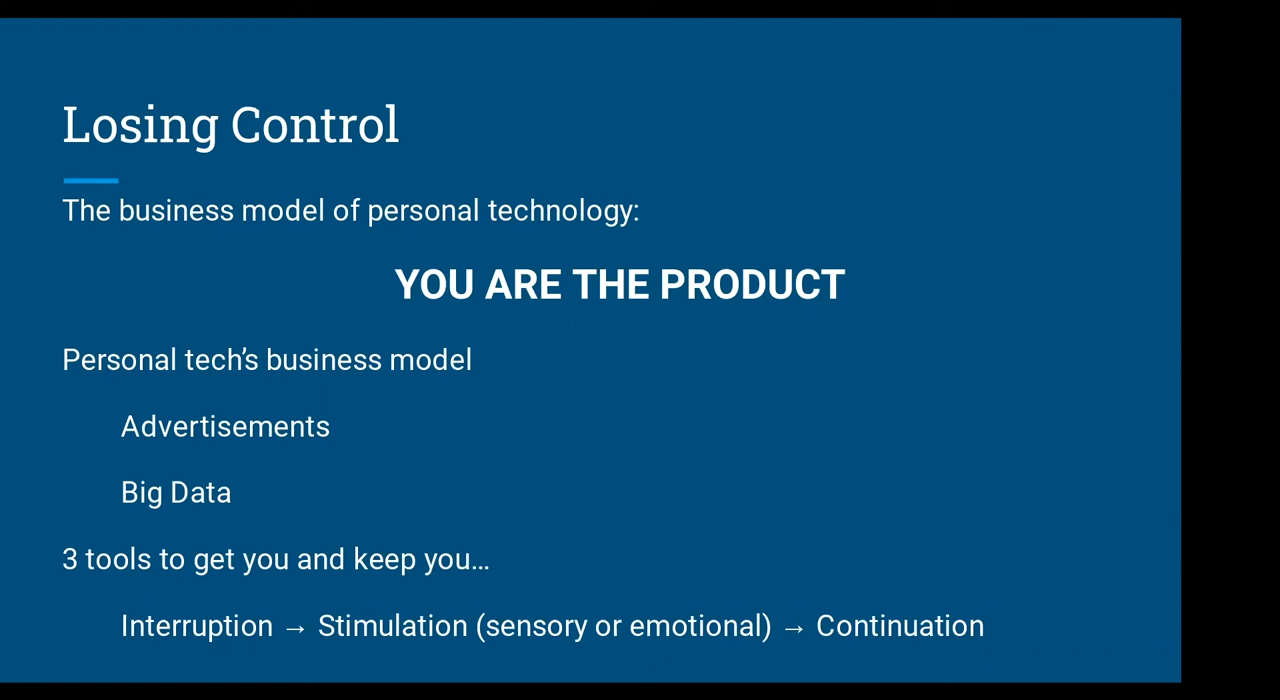 Losing Control
The business model of personal technology:
YOU ARE THE PRODUCT
Personal tech’s business model
Advertisements
Big Data
3 tools to get you and keep you…
Interruption → Stimulation (sensory or emotional) → Continuation